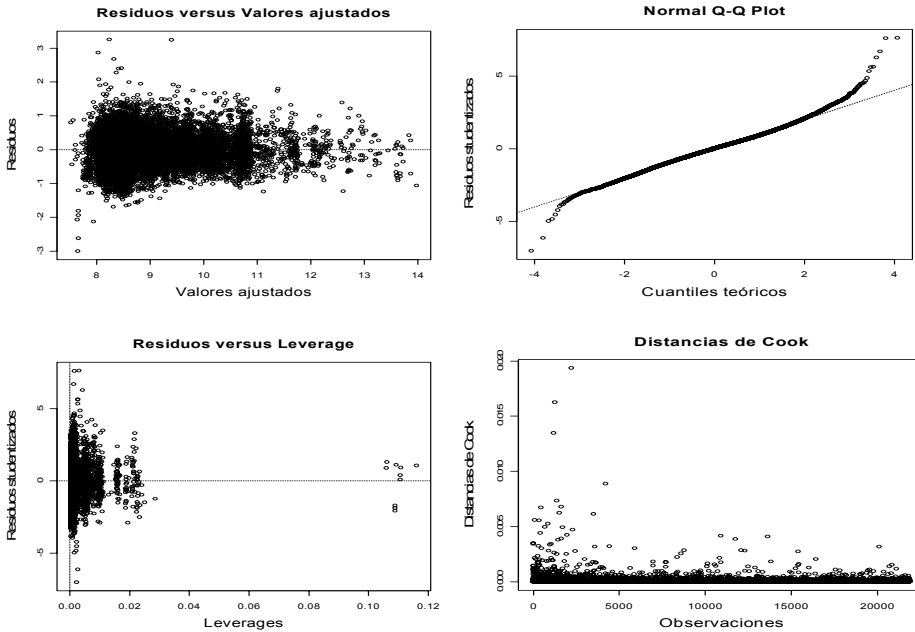 Residuos versus Valores ajustados
3
2
1
0
-1
-2
-3
Residuos
8 9 10 11 12 13 14
Valores ajustados
Normal Q-Q Plot
5
0
-5
Residuos studentizados
-4 -2 0 2 4
Cuantiles teóricos
Residuos versus Leverage
5
0
-5
Residuos studentizados
0.00 0.02 0.04 0.06 0.08 0.10 0.12
Leverages
Distancias de Cook
0.020
0.015
0.010
0.005
0.000
Distancias de Cook
0 5000 10000 15000 20000
Observaciones